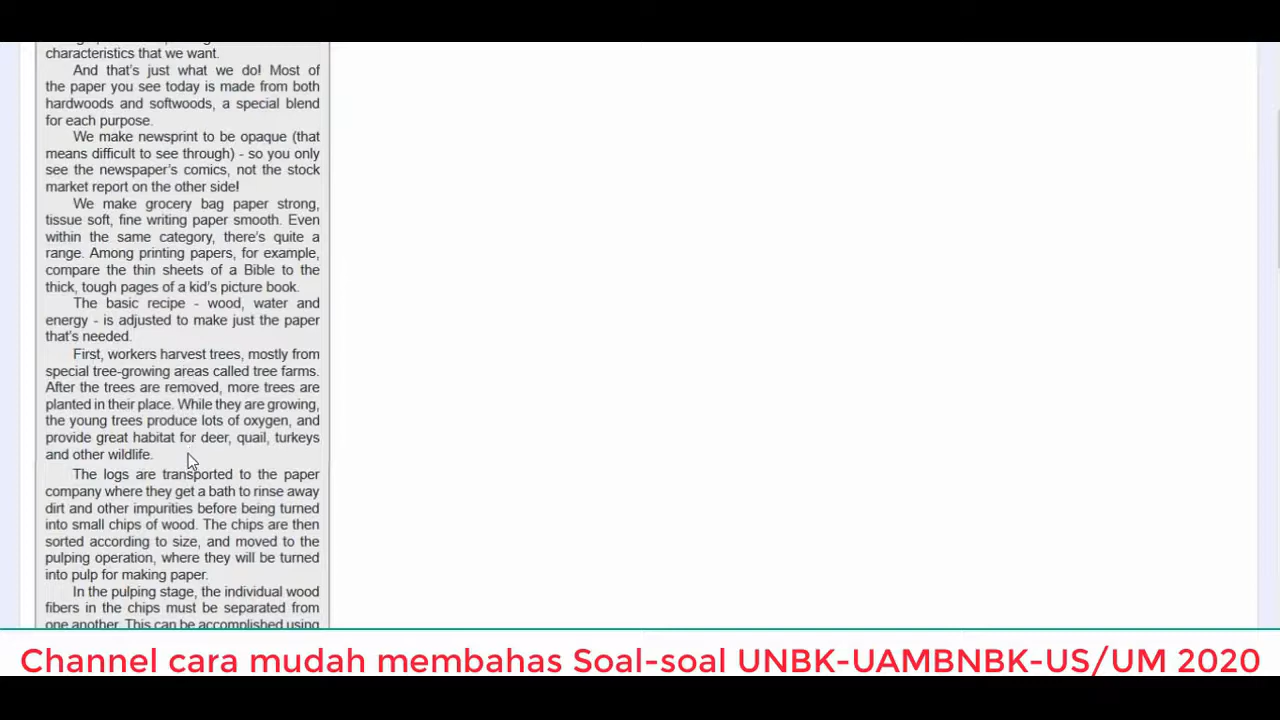 characteristics that we want.
And that's just what we do! Most of
the paper you see today is made from both
hardwoods and softwoods, a special blend
for each purpose.
We make newsprint to be opaque (that
means difficult to see through) - so you only
see the newspaper's comics, not the stock
market report on the other side!
We make grocery bag paper strong,
tissue soft, fine writing paper smooth. Even
within the same category, there's quite a
range. Among printing papers, for example,
compare the thin sheets of a Bible to the
thick, tough pages of a kid's picture book.
The basic recipe - wood, water and
energy - is adjusted to make just the paper
that's needed.
First, workers harvest trees, mostly from
special tree-growing areas called tree farms.
After the trees are removed, more trees are
planted in their place. While they are growing,
the young trees produce lots of oxygen, and
provide great habitat for deer, quail, turkeys
and other wildlife.
The logs are transported to the paper
company where they get a bath to rinse away
dirt and other impurities before being turned
into small chips of wood. The chips are then
sorted according to size, and moved to the
pulping operation, where they will be turned
into pulp for making paper.
In the pulping stage, the individual wood
fibers in the chips must be separated from
one another. This can be accomplished using
Channel cara mudah membahas Soal-soal UNBK-UAMBNBK-US/UM 2020